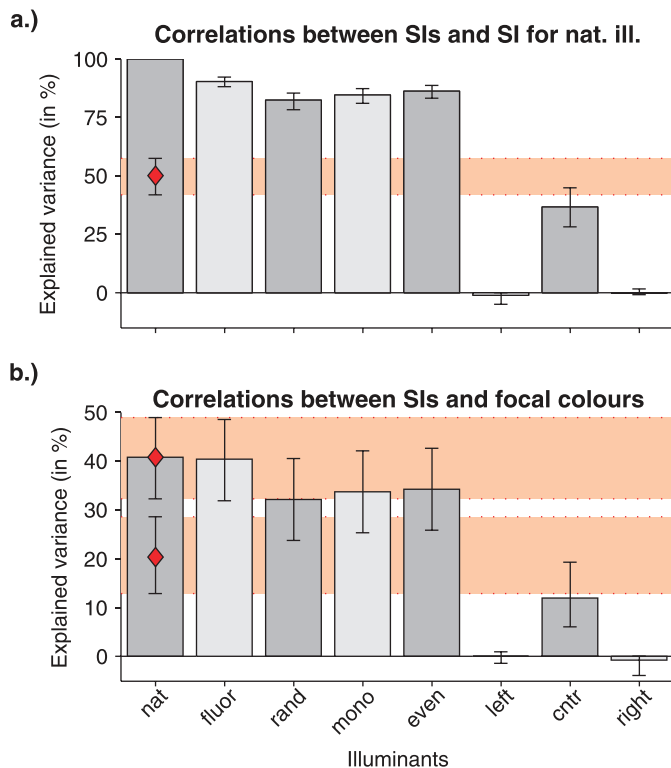 a.)
Correlations between SIs and SI for nat. ill.
Explained variance (in %)
100
75
50
25
0
b.)
Correlations between SIs and focal colours
Explained variance (in %)
50
40
30
20
10
0
nat
fluor
rand
mono
even
left
cntr
right
Illuminants